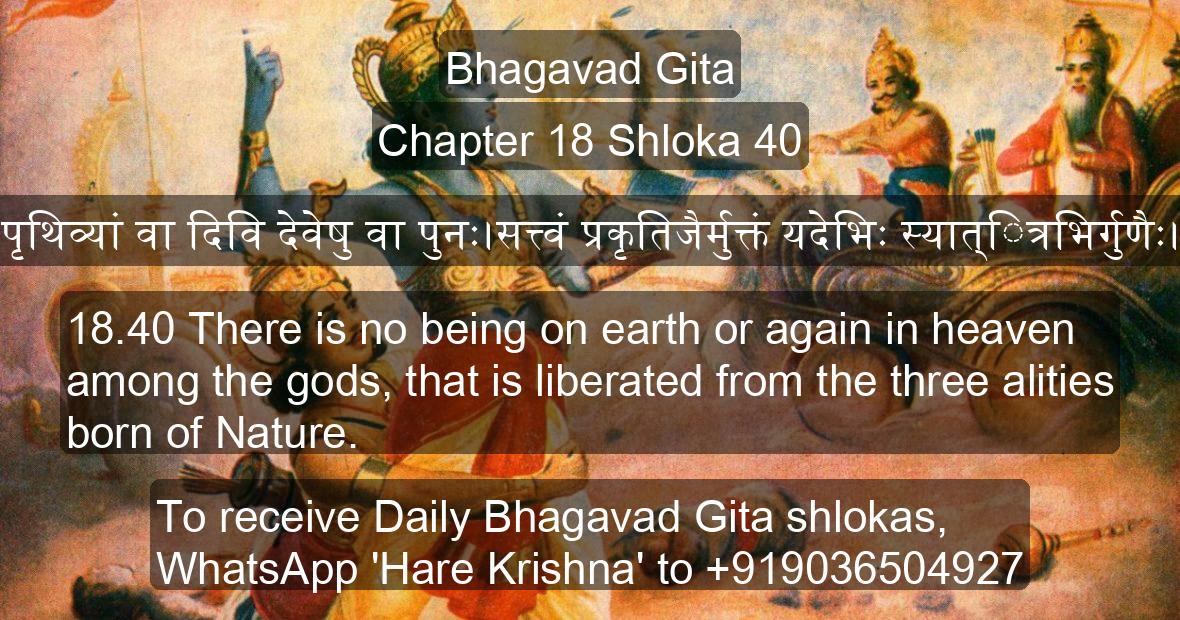 Bhagavad Gita
Chapter 18 Shloka 40
पृथिव्यां वा दिवि देवेषु वा पुनः।सत्त्वं प्रकृतिजैर्मुक्तं यदेभिः स्यात्ित्रभिर्गुणैः।
18.40 There is no being on earth or again in heaven
among the gods, that is liberated from the three alities
born of Nature.
To receive Daily Bhagavad Gita shlokas,
WhatsApp 'Hare Krishna' to +919036504927